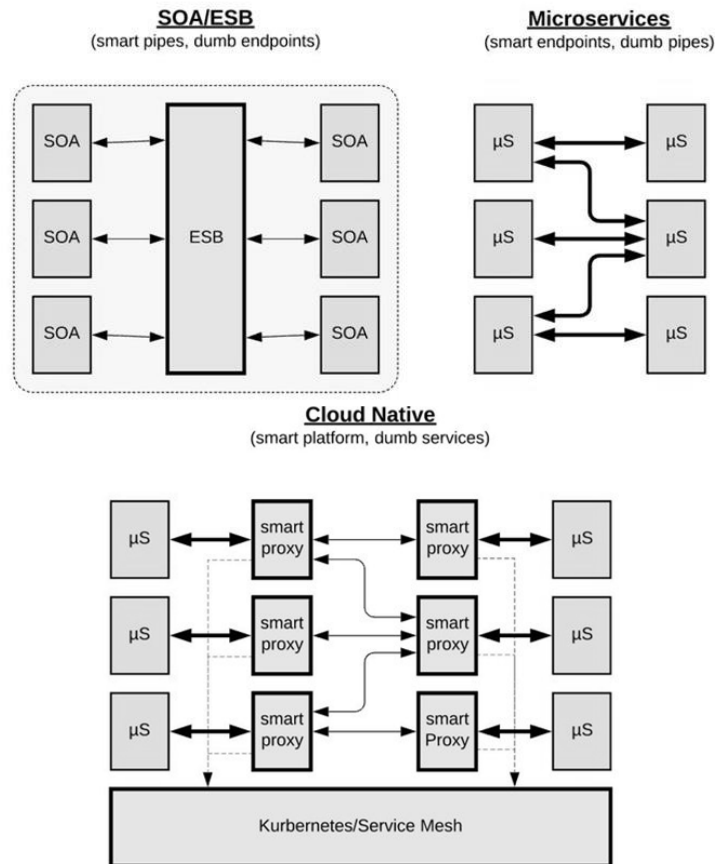 SOA/ESB
(smart pipes, dumb endpoints)
SOA
SOA
SOA
ESB
SOA
SOA
SOA
Microservices
(smart endpoints, dumb pipes)
µS
µS
µS
µS
µS
µS
Cloud Native
(smart platform, dumb services)
µS
smart
proxy
smart
proxy
µS
µS
smart
proxy
smart
proxy
µS
µS
smart
proxy
smart
Proxy
µS
Kurbernetes/Service Mesh